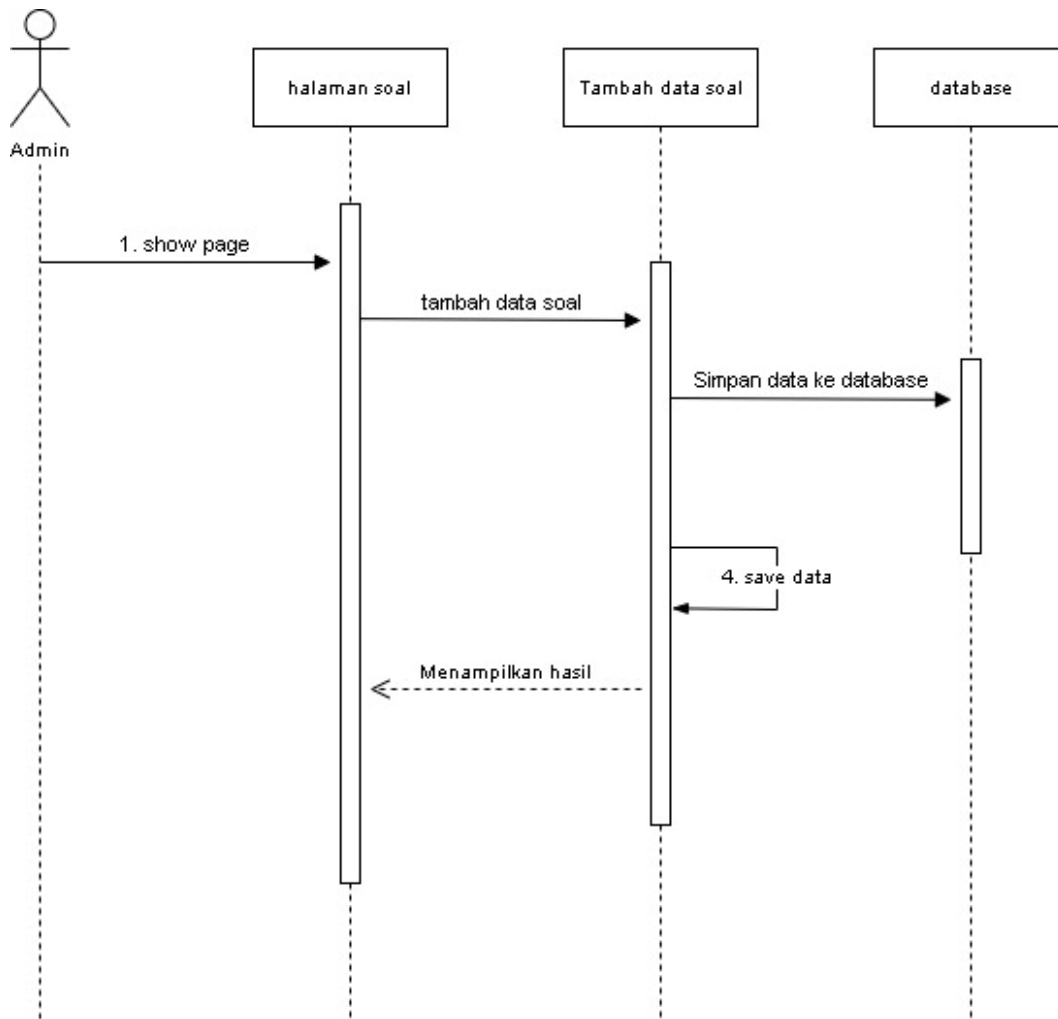 halaman soal
Tambah data soal
database
Admin
1. show page
tambah data soal
Simpan data ke database
4. save data
Menampilkan hasil